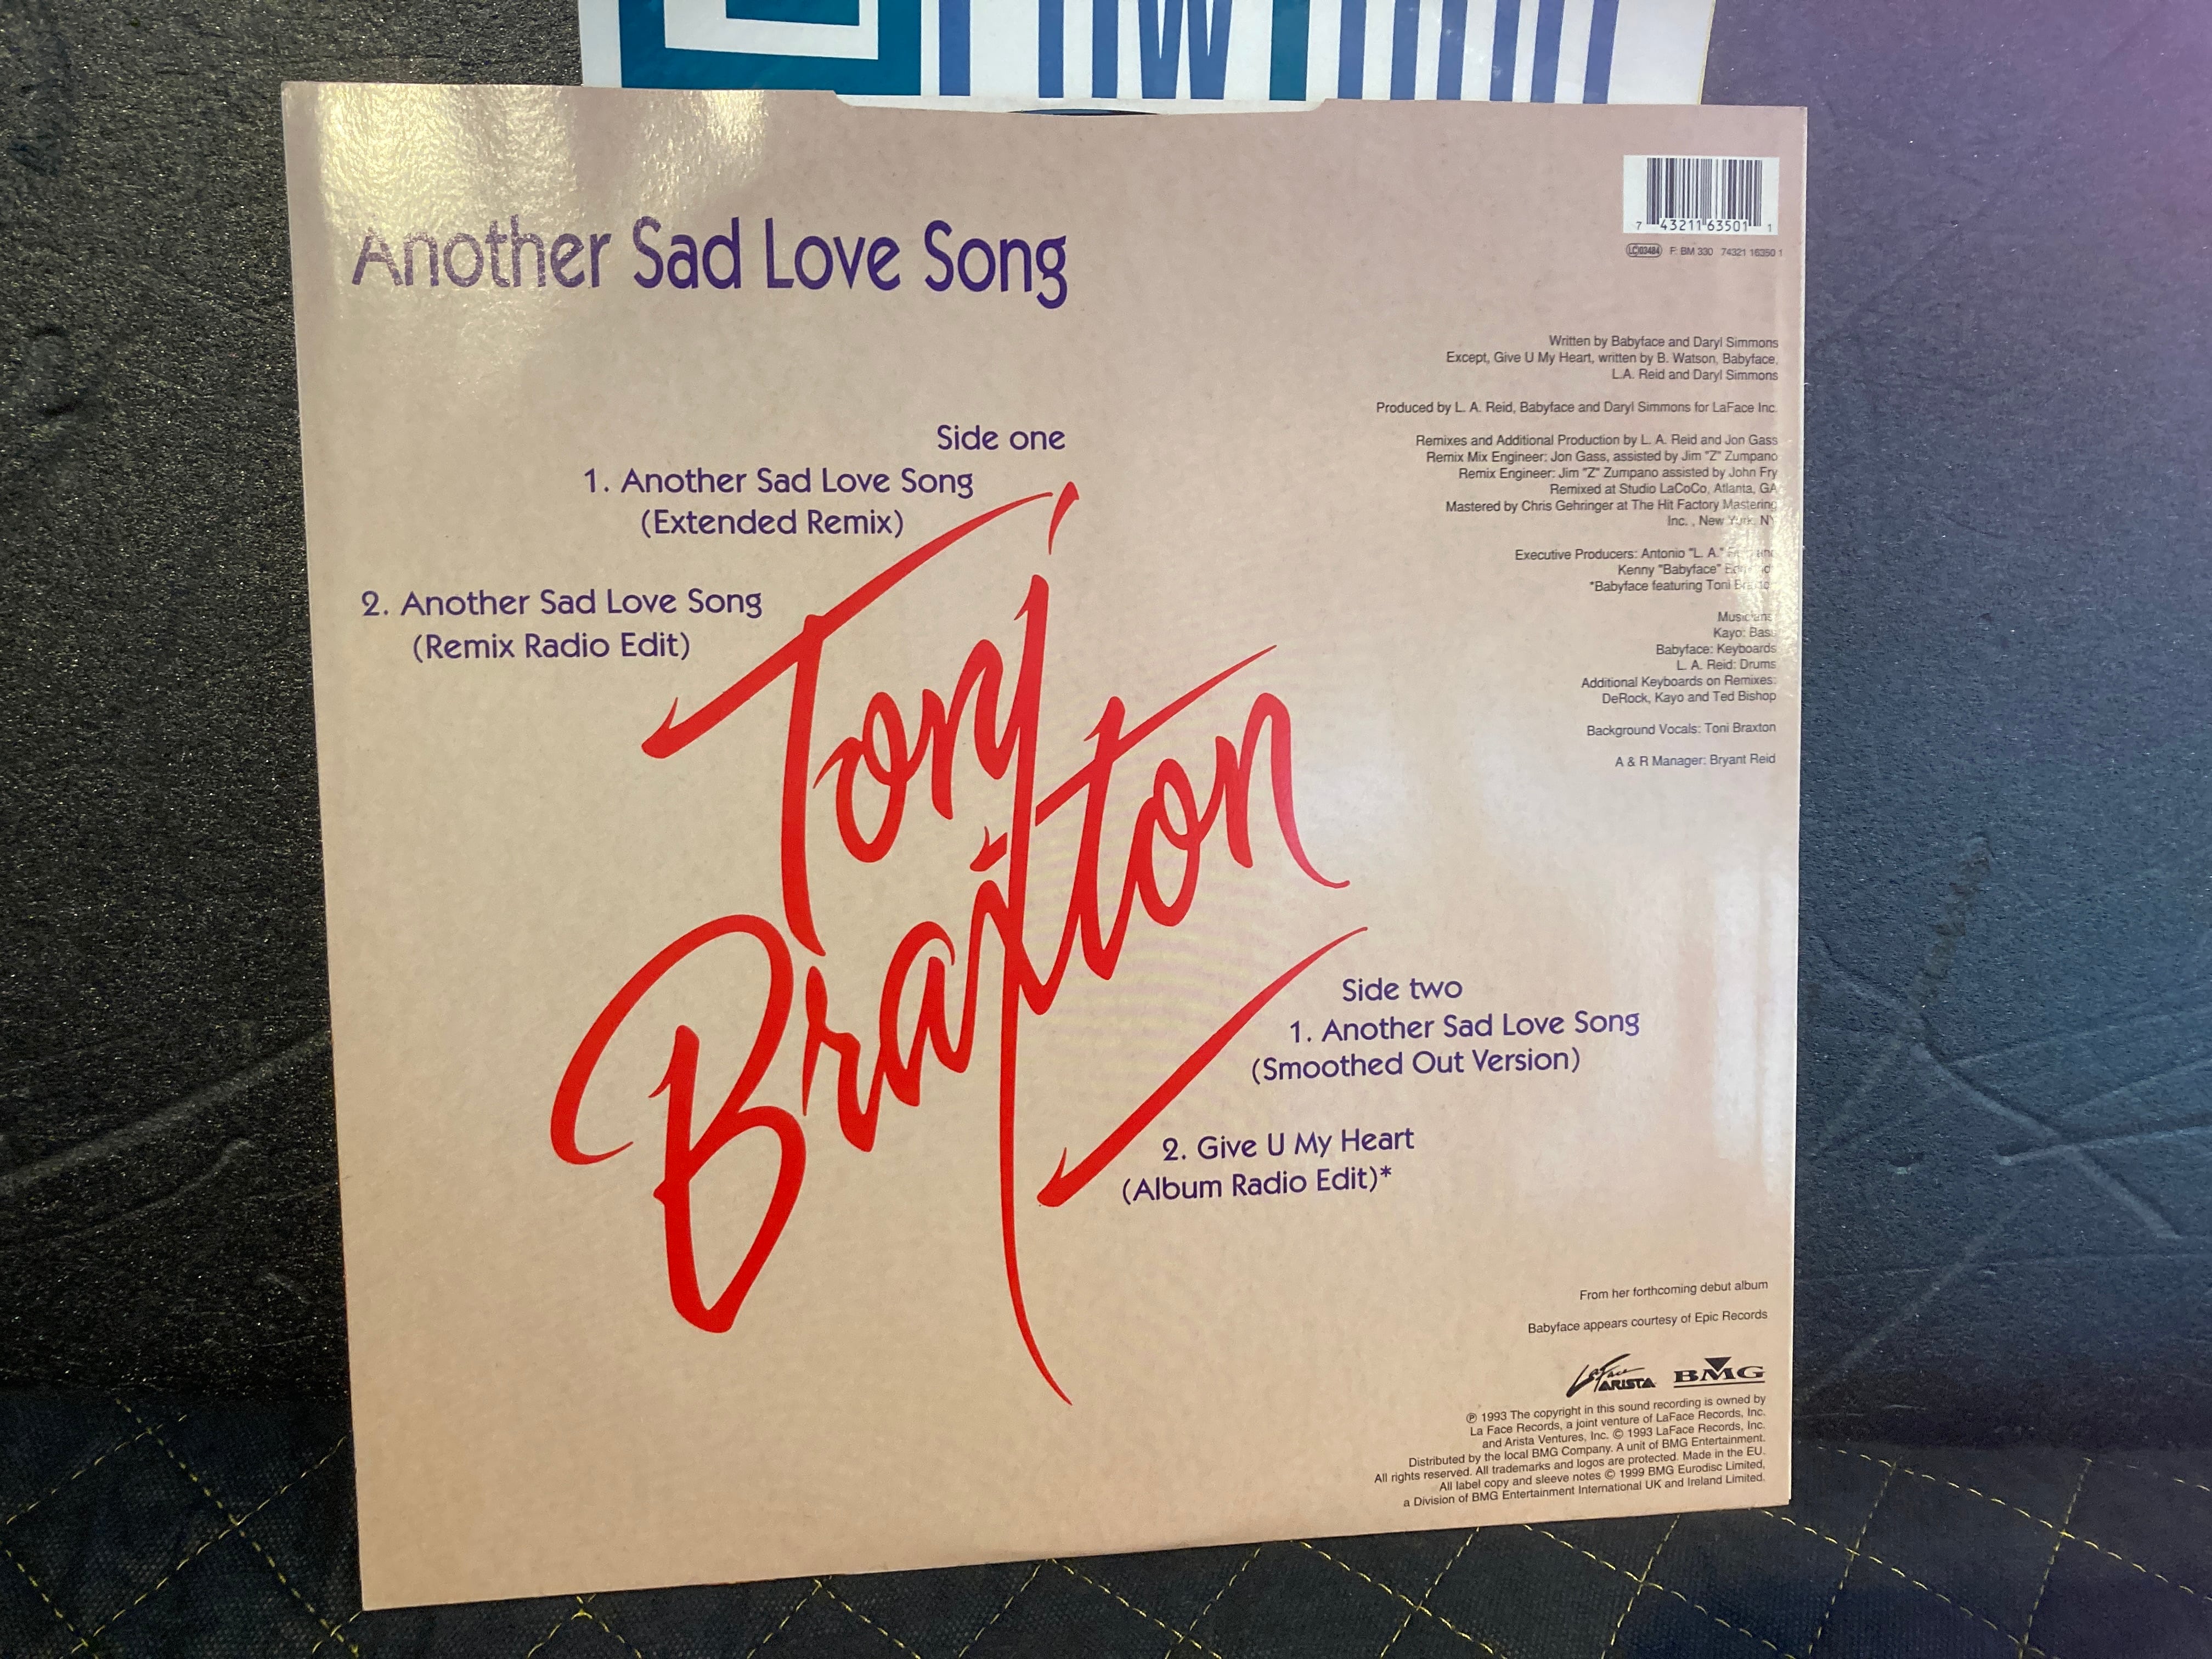 Another Sad Love Song
7 43211 63501 1
LC 03484 F: BM 330 74321 16350 1
Written by Babyface and Daryl Simmons
Except, Give U My Heart, written by B. Watson, Babyface,
L.A. Reid and Daryl Simmons
Produced by L. A. Reid, Babyface and Daryl Simmons for LaFace Inc.
Remixes and Additional Production by L. A. Reid and Jon Gass
Remix Mix Engineer: Jon Gass, assisted by Jim "Z" Zumpano
Remix Engineer: Jim "Z" Zumpano assisted by John Fry
Remixed at Studio LaCoCo, Atlanta, GA
Mastered by Chris Gehringer at The Hit Factory Mastering
Inc. , New York, NY
Executive Producers: Antonio "L. A."
Kenny "Babyface"
*Babyface featuring Toni Braxton
Musicians
Kayo: Bass
Babyface: Keyboards
L. A. Reid: Drums
Additional Keyboards on Remixes:
DeRock, Kayo and Ted Bishop
Background Vocals: Toni Braxton
A & R Manager: Bryant Reid
Side one
1. Another Sad Love Song
(Extended Remix)
2. Another Sad Love Song
(Remix Radio Edit)
Toni
Braxton
Side two
1. Another Sad Love Song
(Smoothed Out Version)
2. Give U My Heart
(Album Radio Edit)*
From her forthcoming debut album
Babyface appears courtesy of Epic Records
LaFace
ARISTA BMG
℗ 1993 The copyright in this sound recording is owned by
La Face Records, a joint venture of LaFace Records, Inc.
and Arista Ventures, Inc. © 1993 LaFace Records, Inc.
Distributed by the local BMG Company. A unit of BMG Entertainment.
All rights reserved. All trademarks and logos are protected. Made in the EU.
All label copy and sleeve notes © 1999 BMG Eurodisc Limited,
a Division of BMG Entertainment International UK and Ireland Limited.